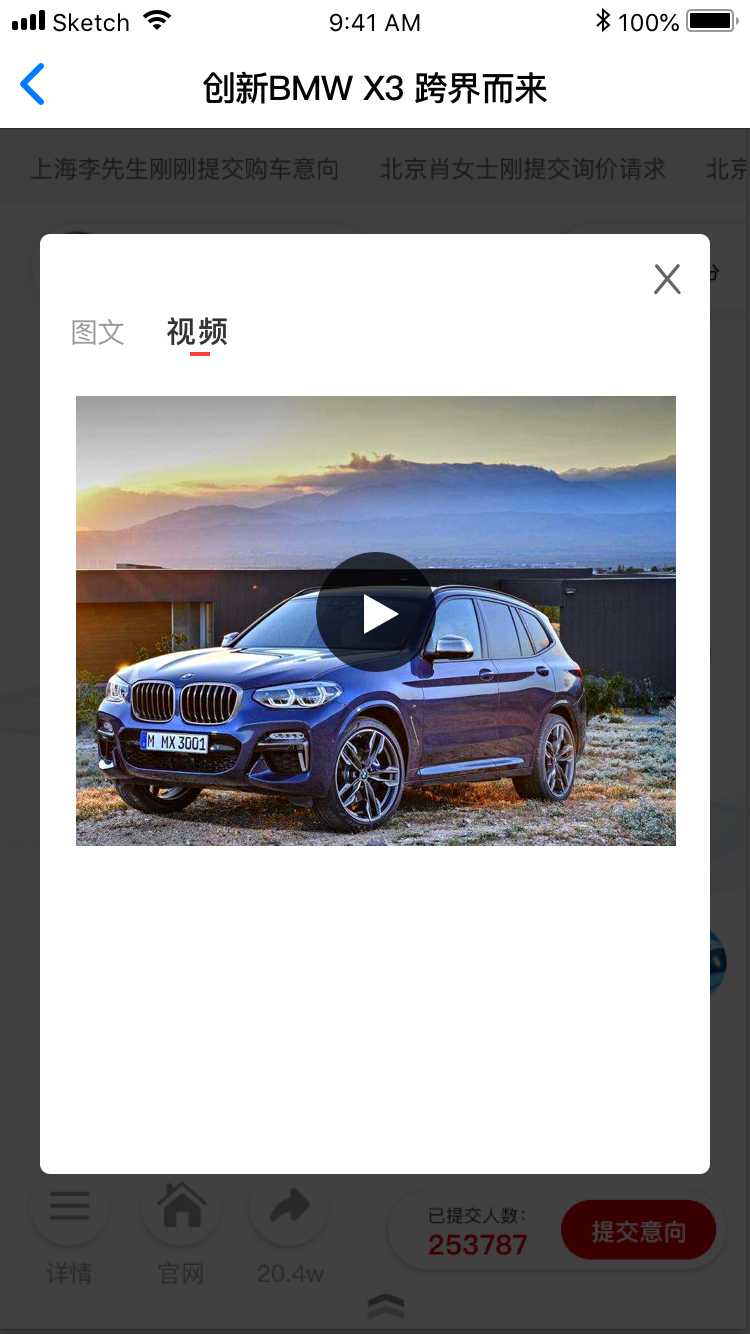 Sketch 9:41 AM 100%
创新BMW X3 跨界而来
上海李先生刚刚提交购车意向 北京肖女士刚提交询价请求 北京
图文 视频
M MX 3001
已提交人数：
253787
提交意向
详情 官网 20.4w